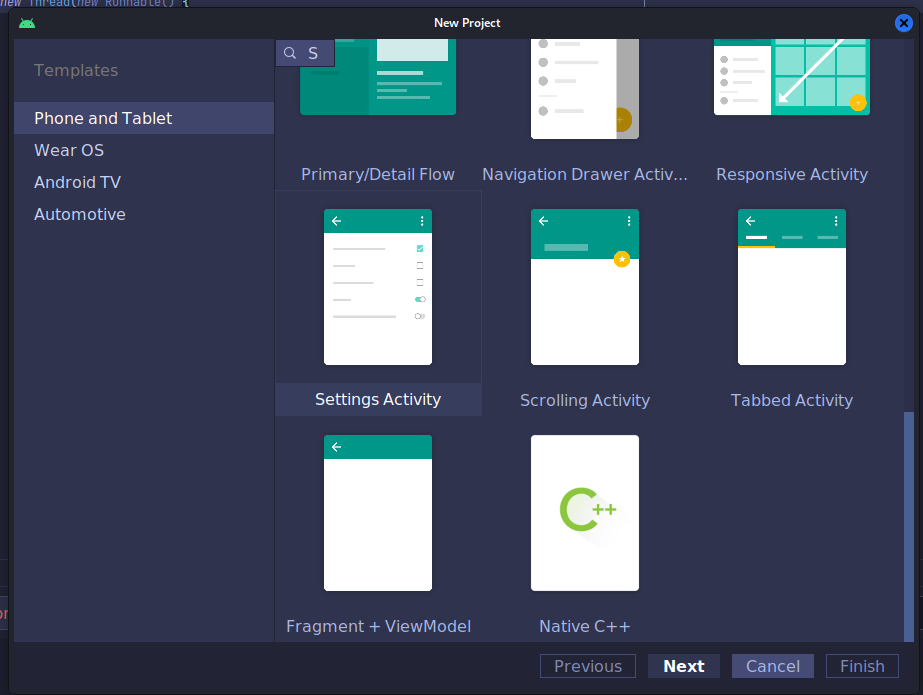 new Thread(new Runnable() {
New Project
Templates
Phone and Tablet
Wear OS
Android TV
Automotive
S
Primary/Detail Flow
Navigation Drawer Activ...
Responsive Activity
Settings Activity
Scrolling Activity
Tabbed Activity
C++
Fragment + ViewModel
Native C++
Previous
Next
Cancel
Finish